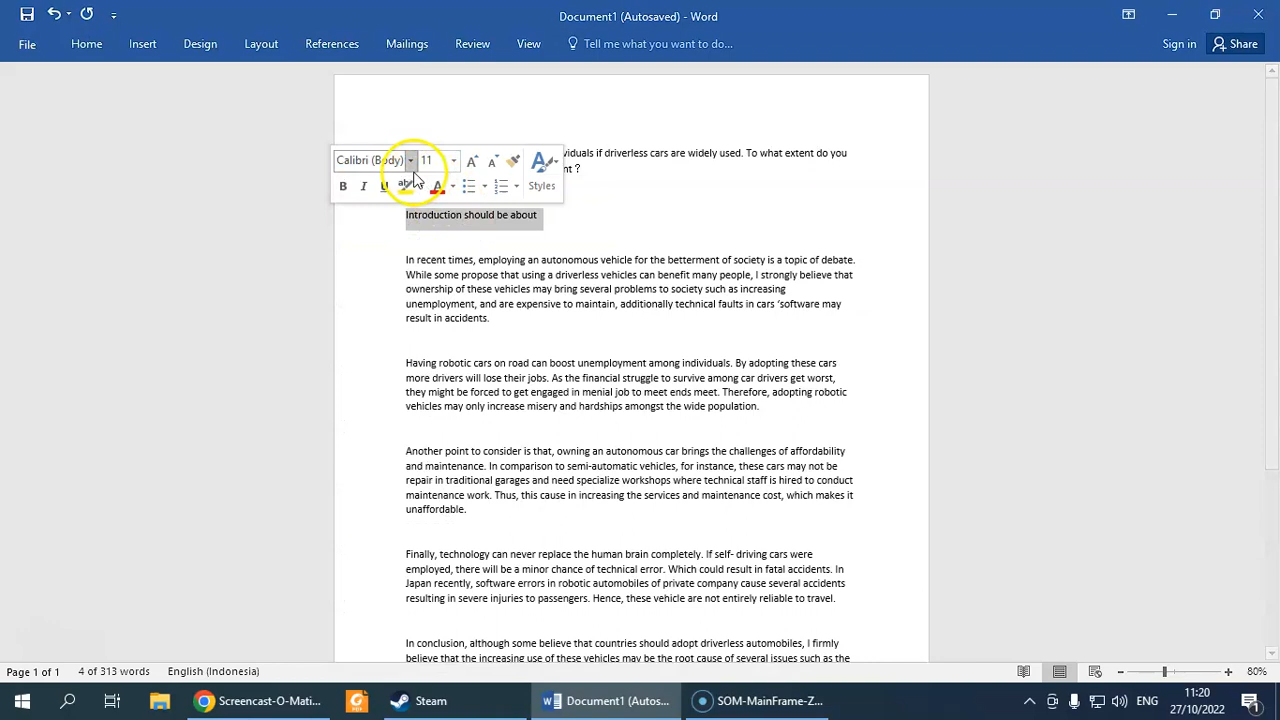 Document1 (Autosaved) - Word
File Home Insert Design Layout References Mailings Review View Tell me what you want to do... Sign in Share
Calibri (Body) 11
B I U abc A Styles
viduals if driverless cars are widely used. To what extent do you
nt ?
Introduction should be about
In recent times, employing an autonomous vehicle for the betterment of society is a topic of debate.
While some propose that using a driverless vehicles can benefit many people, I strongly believe that
ownership of these vehicles may bring several problems to society such as increasing
unemployment, and are expensive to maintain, additionally technical faults in cars ‘software may
result in accidents.
Having robotic cars on road can boost unemployment among individuals. By adopting these cars
more drivers will lose their jobs. As the financial struggle to survive among car drivers get worst,
they might be forced to get engaged in menial job to meet ends meet. Therefore, adopting robotic
vehicles may only increase misery and hardships amongst the wide population.
Another point to consider is that, owning an autonomous car brings the challenges of affordability
and maintenance. In comparison to semi-automatic vehicles, for instance, these cars may not be
repair in traditional garages and need specialize workshops where technical staff is hired to conduct
maintenance work. Thus, this cause in increasing the services and maintenance cost, which makes it
unaffordable.
Finally, technology can never replace the human brain completely. If self- driving cars were
employed, there will be a minor chance of technical error. Which could result in fatal accidents. In
Japan recently, software errors in robotic automobiles of private company cause several accidents
resulting in severe injuries to passengers. Hence, these vehicle are not entirely reliable to travel.
In conclusion, although some believe that countries should adopt driverless automobiles, I firmly
believe that the increasing use of these vehicles may be the root cause of several issues such as the
Page 1 of 1 4 of 313 words English (Indonesia) 80%
Screencast-O-Mati... Steam Document1 (Autos... SOM-MainFrame-Z... ENG 11:20
27/10/2022